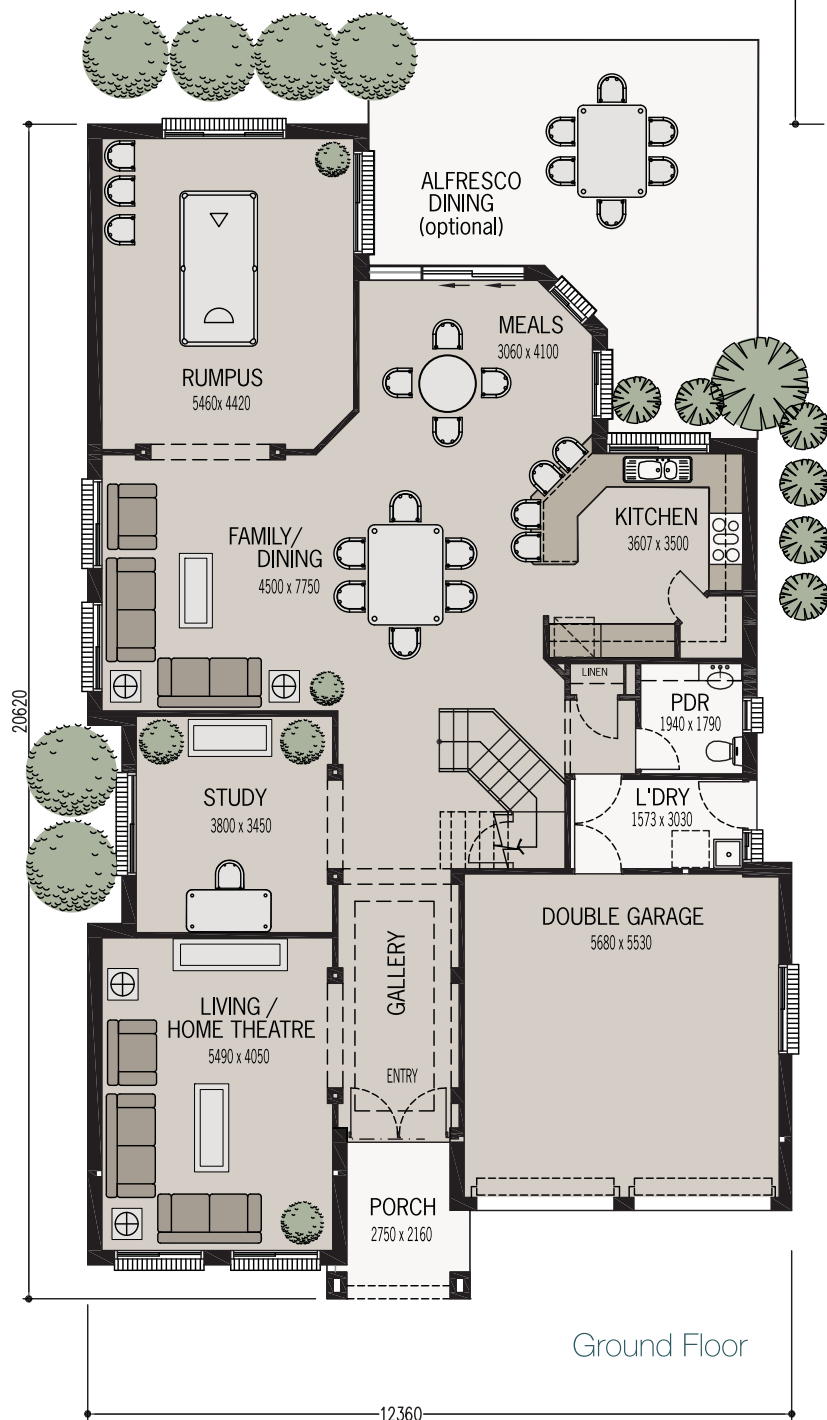 ALFRESCO
DINING
(optional)
MEALS
3060 x 4100
RUMPUS
5460x 4420
KITCHEN
3607 x 3500
FAMILY/
DINING
4500 x 7750
LINEN
PDR
1940 x 1790
20620
STUDY
3800 x 3450
L'DRY
1573 x 3030
DOUBLE GARAGE
5680 x 5530
GALLERY
LIVING /
HOME THEATRE
5490 x 4050
ENTRY
PORCH
2750 x 2160
Ground Floor
12360